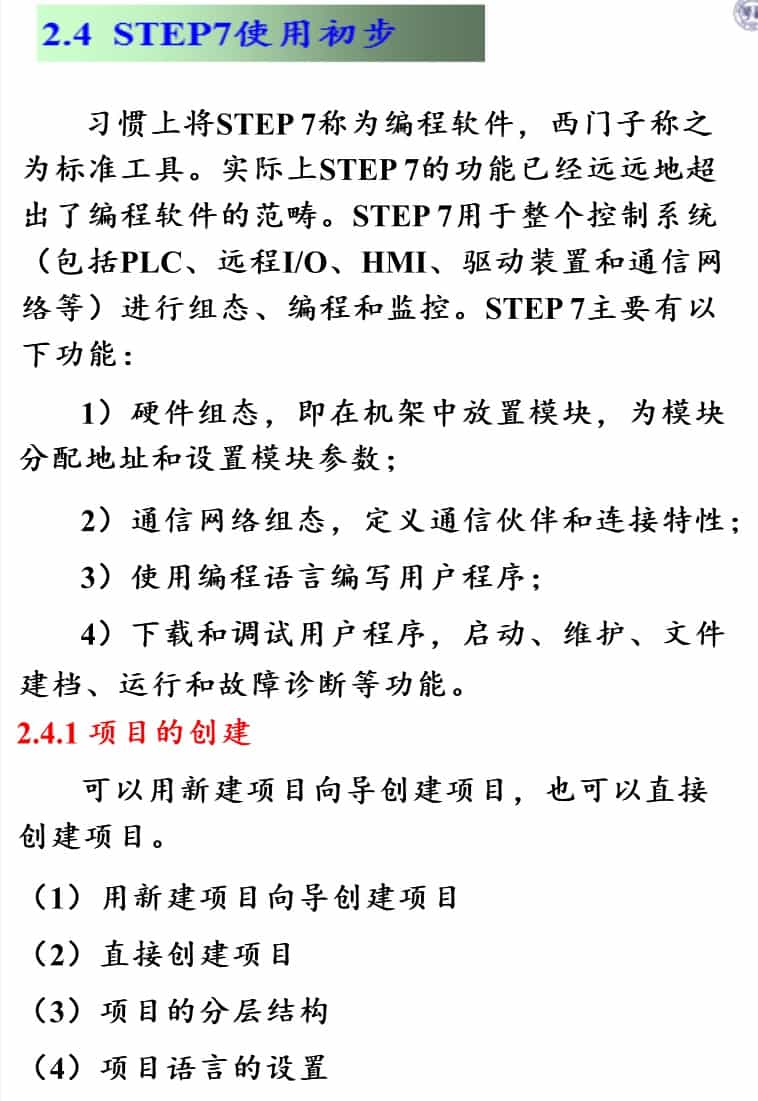 2.4 STEP7使用初步
习惯上将STEP 7称为编程软件，西门子称之
为标准工具。实际上STEP 7的功能已经远远地超
出了编程软件的范畴。STEP 7用于整个控制系统
（包括PLC、远程I/O、HMI、驱动装置和通信网
络等）进行组态、编程和监控。STEP 7主要有以
下功能：
1）硬件组态，即在机架中放置模块，为模块
分配地址和设置模块参数；
2）通信网络组态，定义通信伙伴和连接特性；
3）使用编程语言编写用户程序；
4）下载和调试用户程序，启动、维护、文件
建档、运行和故障诊断等功能。
2.4.1 项目的创建
可以用新建项目向导创建项目，也可以直接
创建项目。
（1）用新建项目向导创建项目
（2）直接创建项目
（3）项目的分层结构
（4）项目语言的设置